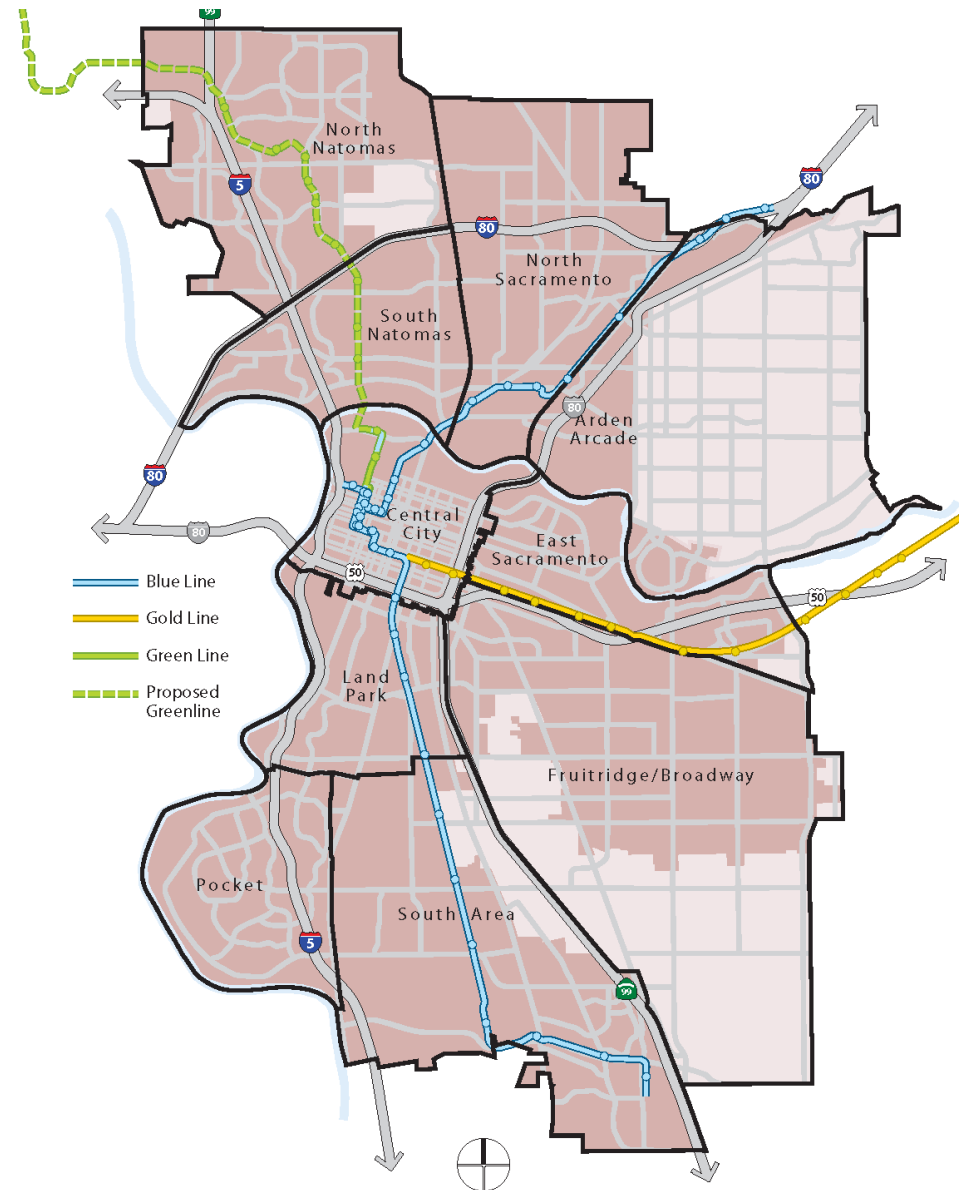 99
North
Natomas
5
80
80
North
Sacramento
South
Natomas
80
Arden
Arcade
80
Central
City
East
Sacramento
80
50
50
Blue Line
Gold Line
Green Line
Proposed
Greenline
Land
Park
Fruitridge/Broadway
Pocket
South Area
5
99